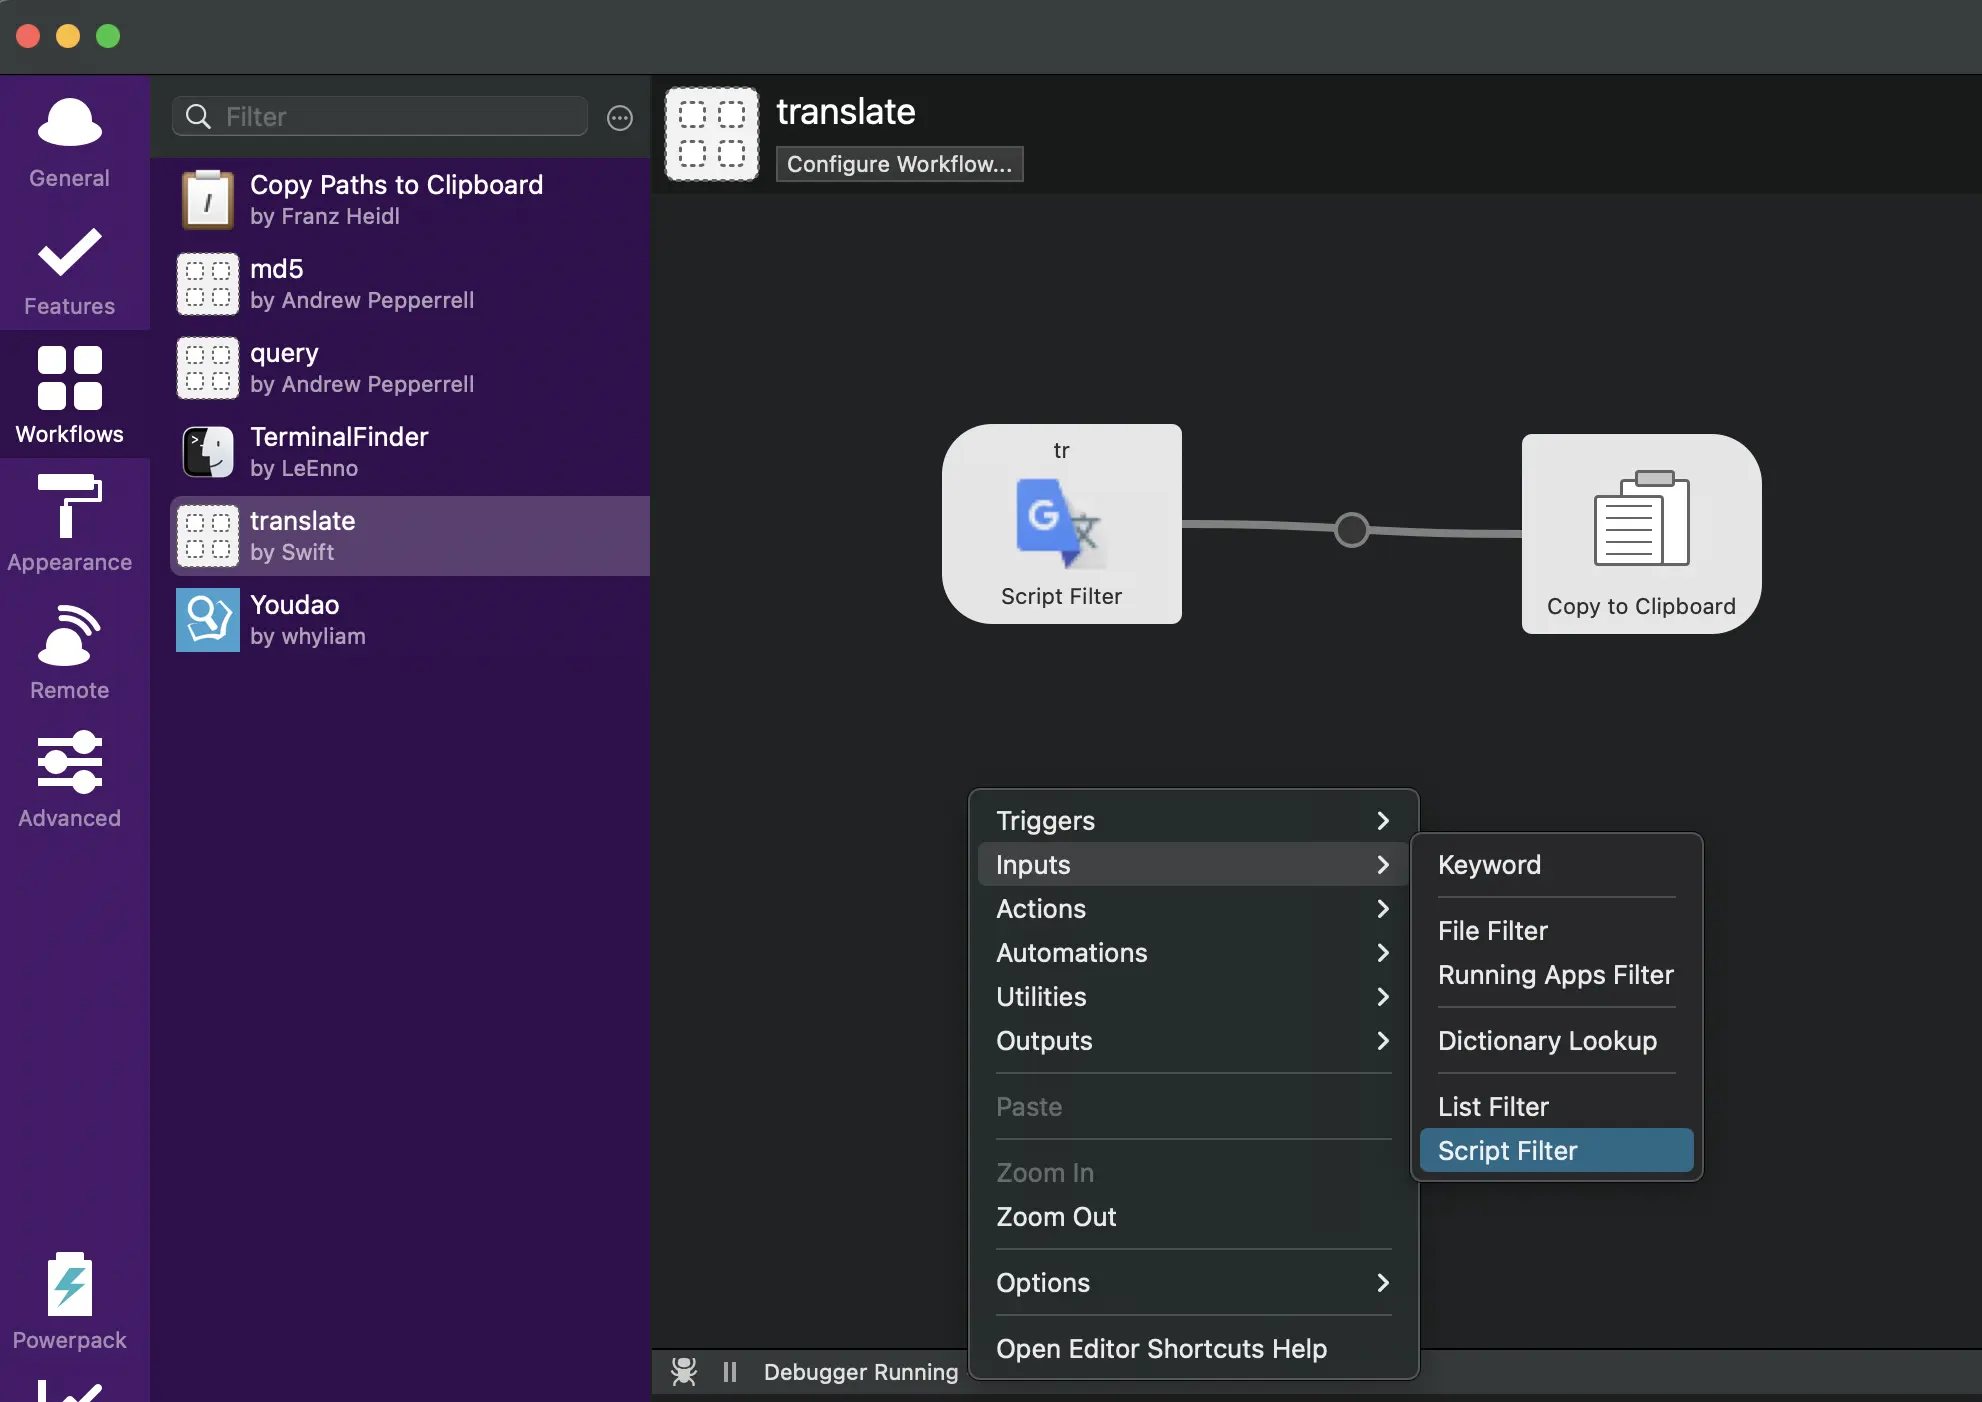 General
Features
Workflows
Appearance
Remote
Advanced
Powerpack
Filter
Copy Paths to Clipboard
by Franz Heidl
md5
by Andrew Pepperrell
query
by Andrew Pepperrell
TerminalFinder
by LeEnno
translate
by Swift
Youdao
by whyliam
translate
Configure Workflow...
tr
G
文
Script Filter
Copy to Clipboard
Triggers
Inputs
Actions
Automations
Utilities
Outputs
Paste
Zoom In
Zoom Out
Options
Open Editor Shortcuts Help
Keyword
File Filter
Running Apps Filter
Dictionary Lookup
List Filter
Script Filter
Debugger Running